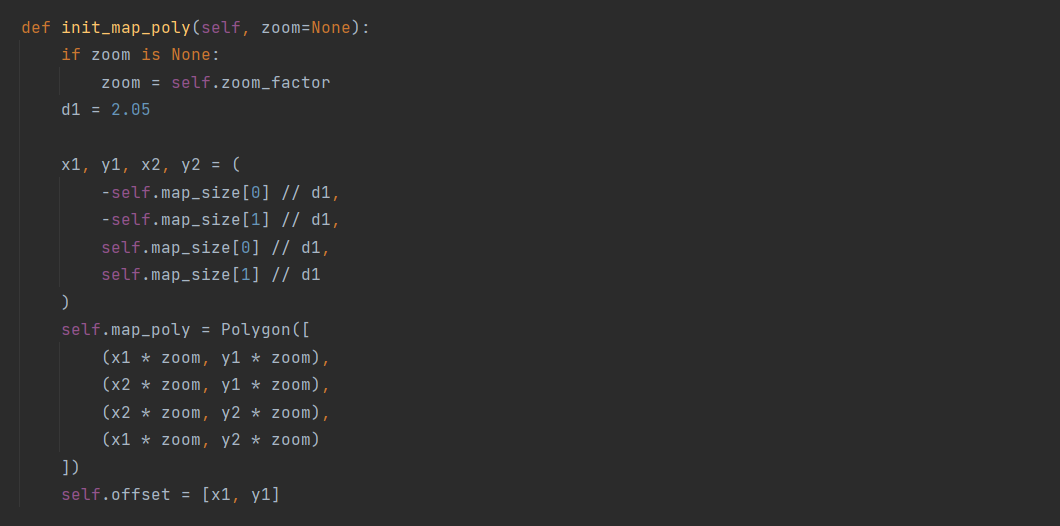 def init_map_poly(self, zoom=None):
    if zoom is None:
        zoom = self.zoom_factor
    d1 = 2.05

    x1, y1, x2, y2 = (
        -self.map_size[0] // d1,
        -self.map_size[1] // d1,
        self.map_size[0] // d1,
        self.map_size[1] // d1
    )
    self.map_poly = Polygon([
        (x1 * zoom, y1 * zoom),
        (x2 * zoom, y1 * zoom),
        (x2 * zoom, y2 * zoom),
        (x1 * zoom, y2 * zoom)
    ])
    self.offset = [x1, y1]